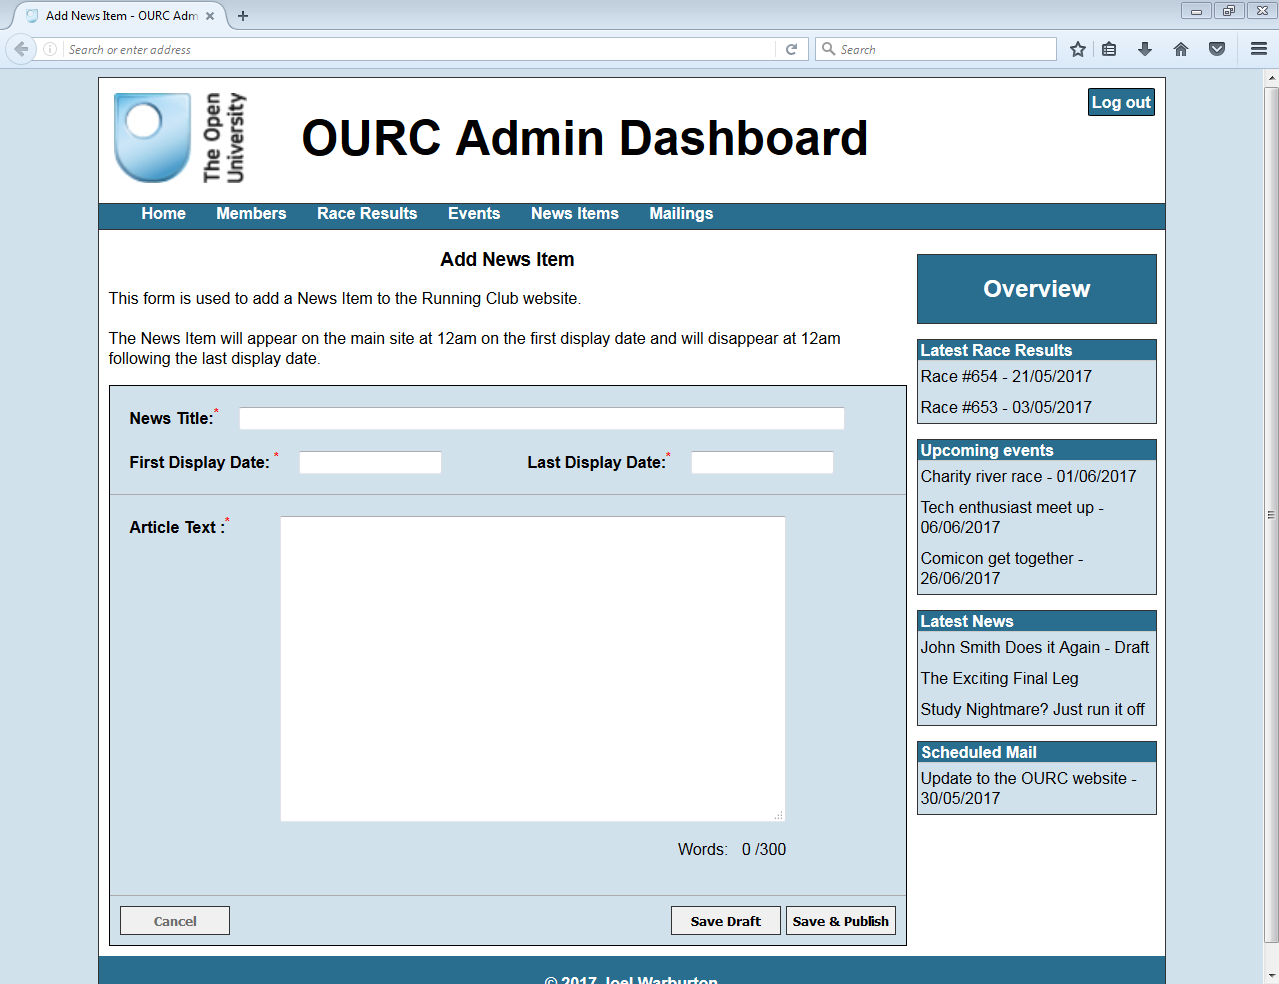 Add News Item - OURC Adm
Search or enter address
Search
The Open
University
OURC Admin Dashboard
Log out
Home Members Race Results Events News Items Mailings
Add News Item
This form is used to add a News Item to the Running Club website.
The News Item will appear on the main site at 12am on the first display date and will disappear at 12am
following the last display date.
News Title:*
First Display Date: *
Last Display Date:*
Article Text :*
Words: 0 /300
Cancel
Save Draft
Save & Publish
Overview
Latest Race Results
Race #654 - 21/05/2017
Race #653 - 03/05/2017
Upcoming events
Charity river race - 01/06/2017
Tech enthusiast meet up -
06/06/2017
Comicon get together -
26/06/2017
Latest News
John Smith Does it Again - Draft
The Exciting Final Leg
Study Nightmare? Just run it off
Scheduled Mail
Update to the OURC website -
30/05/2017
© 2017 Joel Warburton